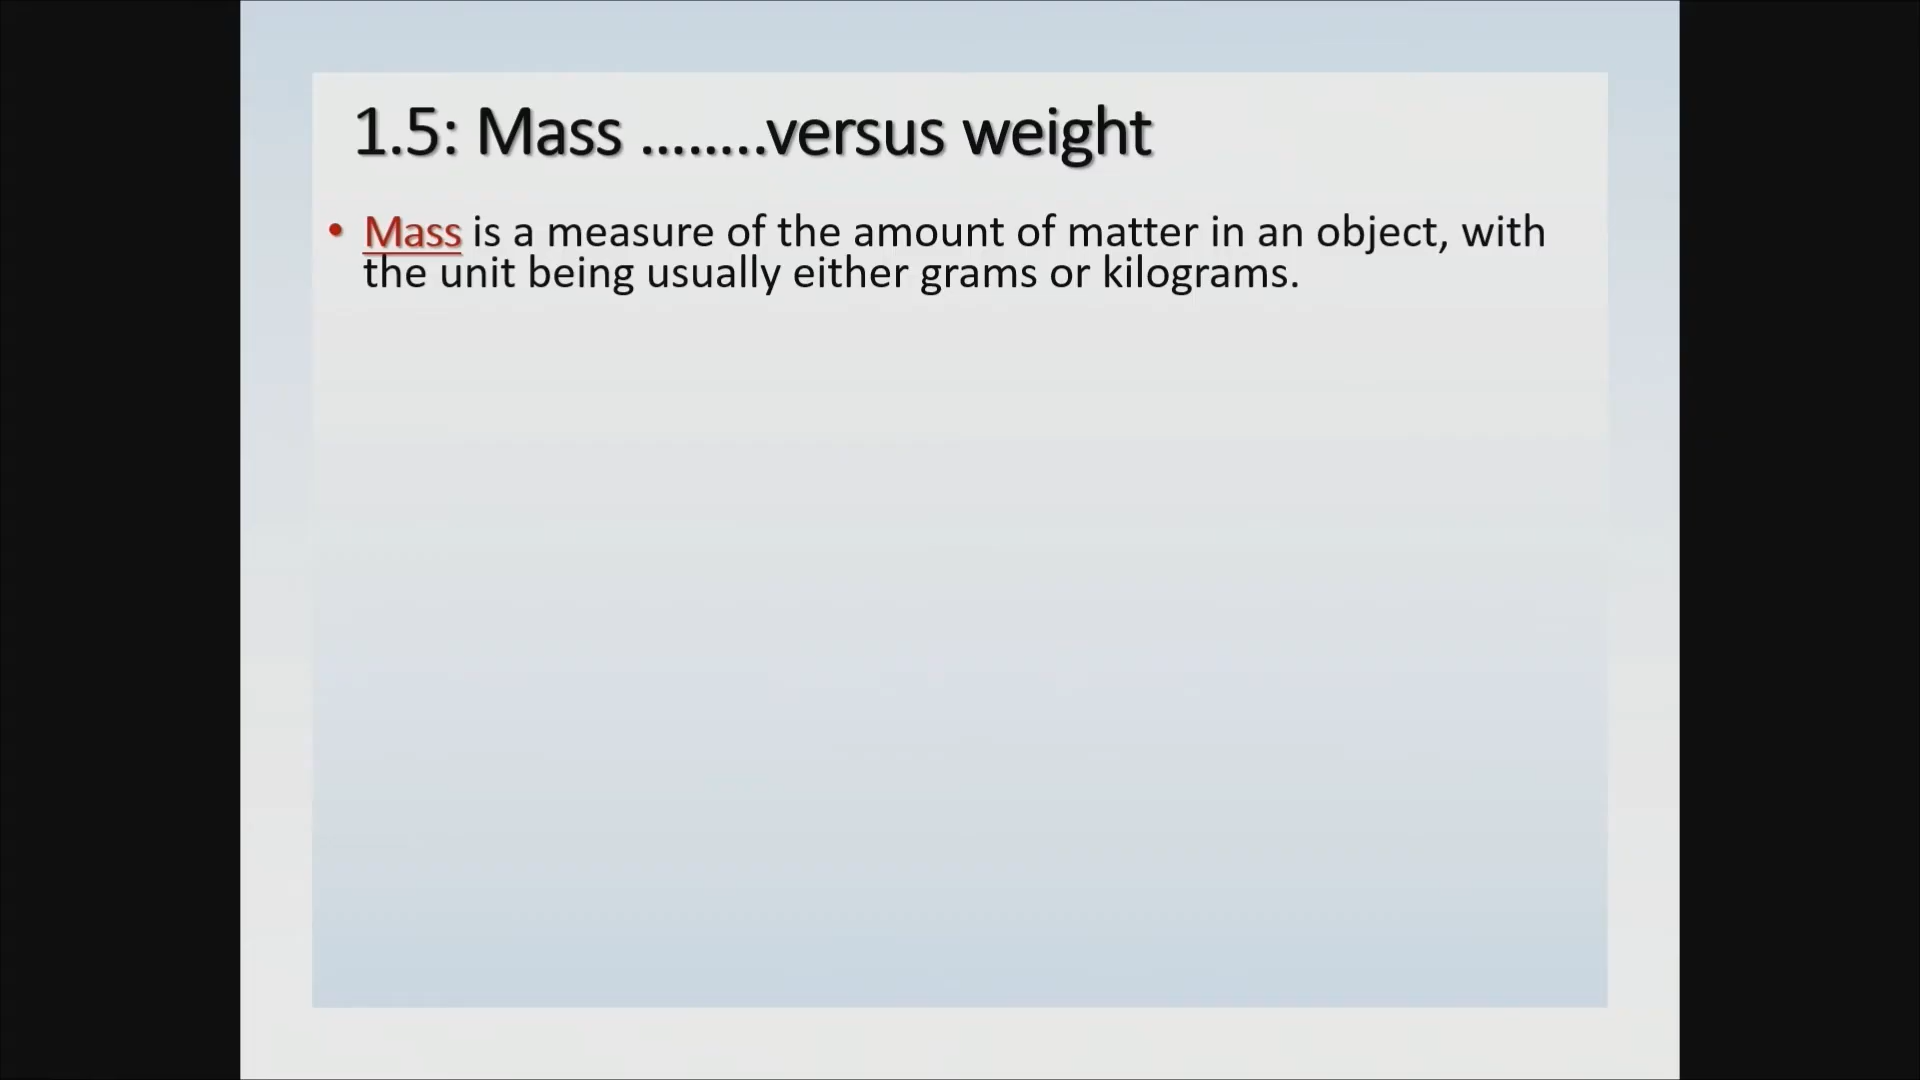 1.5: Mass ........versus weight
• Mass is a measure of the amount of matter in an object, with
the unit being usually either grams or kilograms.